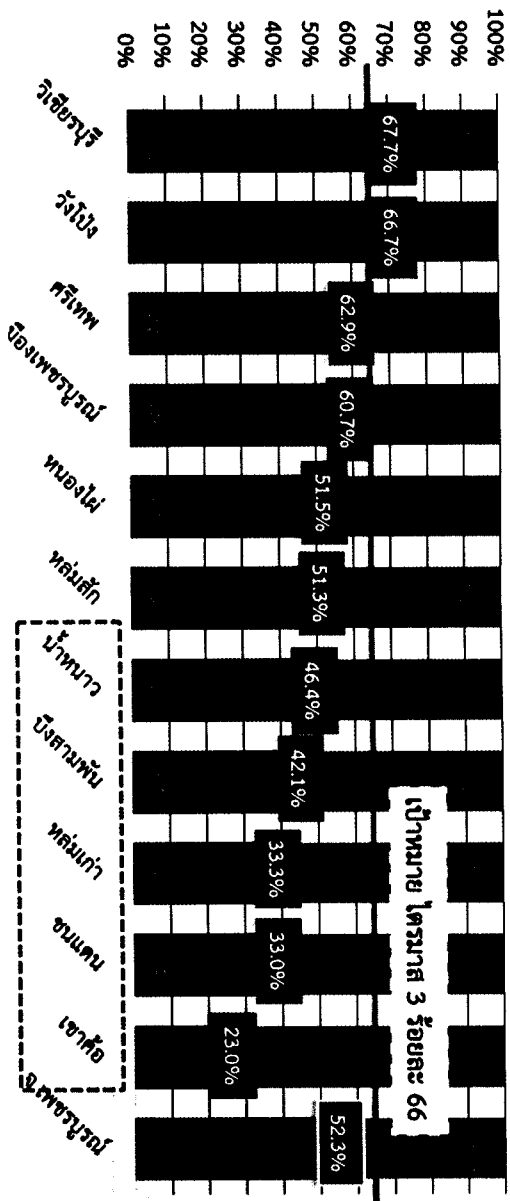 เป้าหมาย ไตรมาส 3 ร้อยละ 66
100%
90%
80%
70%
60%
50%
40%
30%
20%
10%
0%
67.7%
66.7%
62.9%
60.7%
51.5%
51.3%
46.4%
42.1%
33.3%
33.0%
23.0%
52.3%
วิเชียรบุรี
วังโป่ง
ศรีเทพ
มืองเพชรบูรณ์
หนองไผ่
หล่มสัก
น้ำหนาว
บึงสามพัน
หล่มเก่า
ชนแดน
เขาค้อ
จ.เพชรบูรณ์